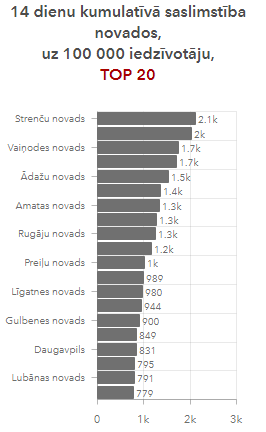 14 dienu kumulatīvā saslimstība
novados,
uz 100 000 iedzīvotāju,
TOP 20
Strenču novads 2.1k
2k
Vaiņodes novads 1.7k
1.7k
Ādažu novads 1.5k
1.4k
Amatas novads 1.3k
1.3k
Rugāju novads 1.3k
1.2k
Preiļu novads 1k
989
Līgatnes novads 980
944
Gulbenes novads 900
849
Daugavpils 831
795
Lubānas novads 791
779
0 1k 2k 3k